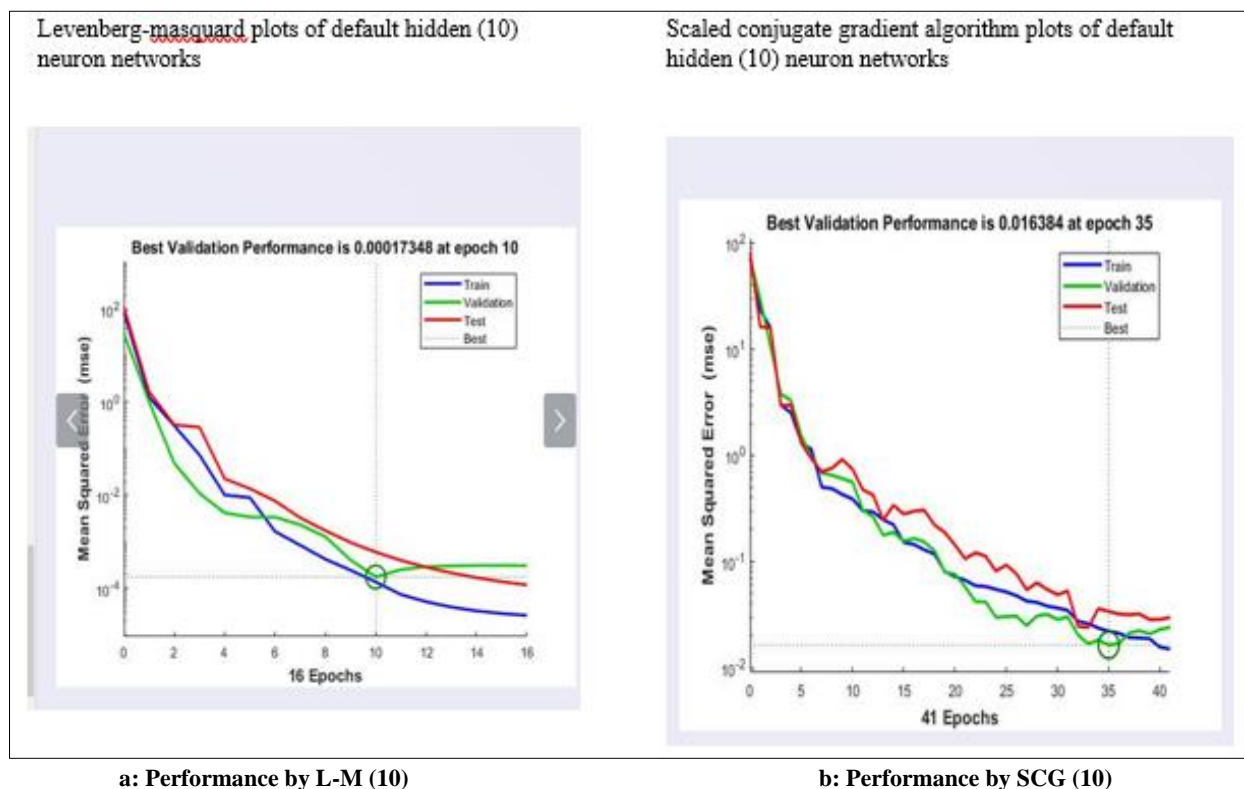 Levenberg-masquard plots of default hidden (10)
neuron networks
Scaled conjugate gradient algorithm plots of default
hidden (10) neuron networks
Best Validation Performance is 0.00017348 at epoch 10
Mean Squared Error (mse)
10^2
10^0
10^-2
10^-4
Train
Validation
Test
Best
0 2 4 6 8 10 12 14 16
16 Epochs
Best Validation Performance is 0.016384 at epoch 35
Mean Squared Error (mse)
10^2
10^1
10^0
10^-1
10^-2
Train
Validation
Test
Best
0 5 10 15 20 25 30 35 40
41 Epochs
a: Performance by L-M (10)
b: Performance by SCG (10)